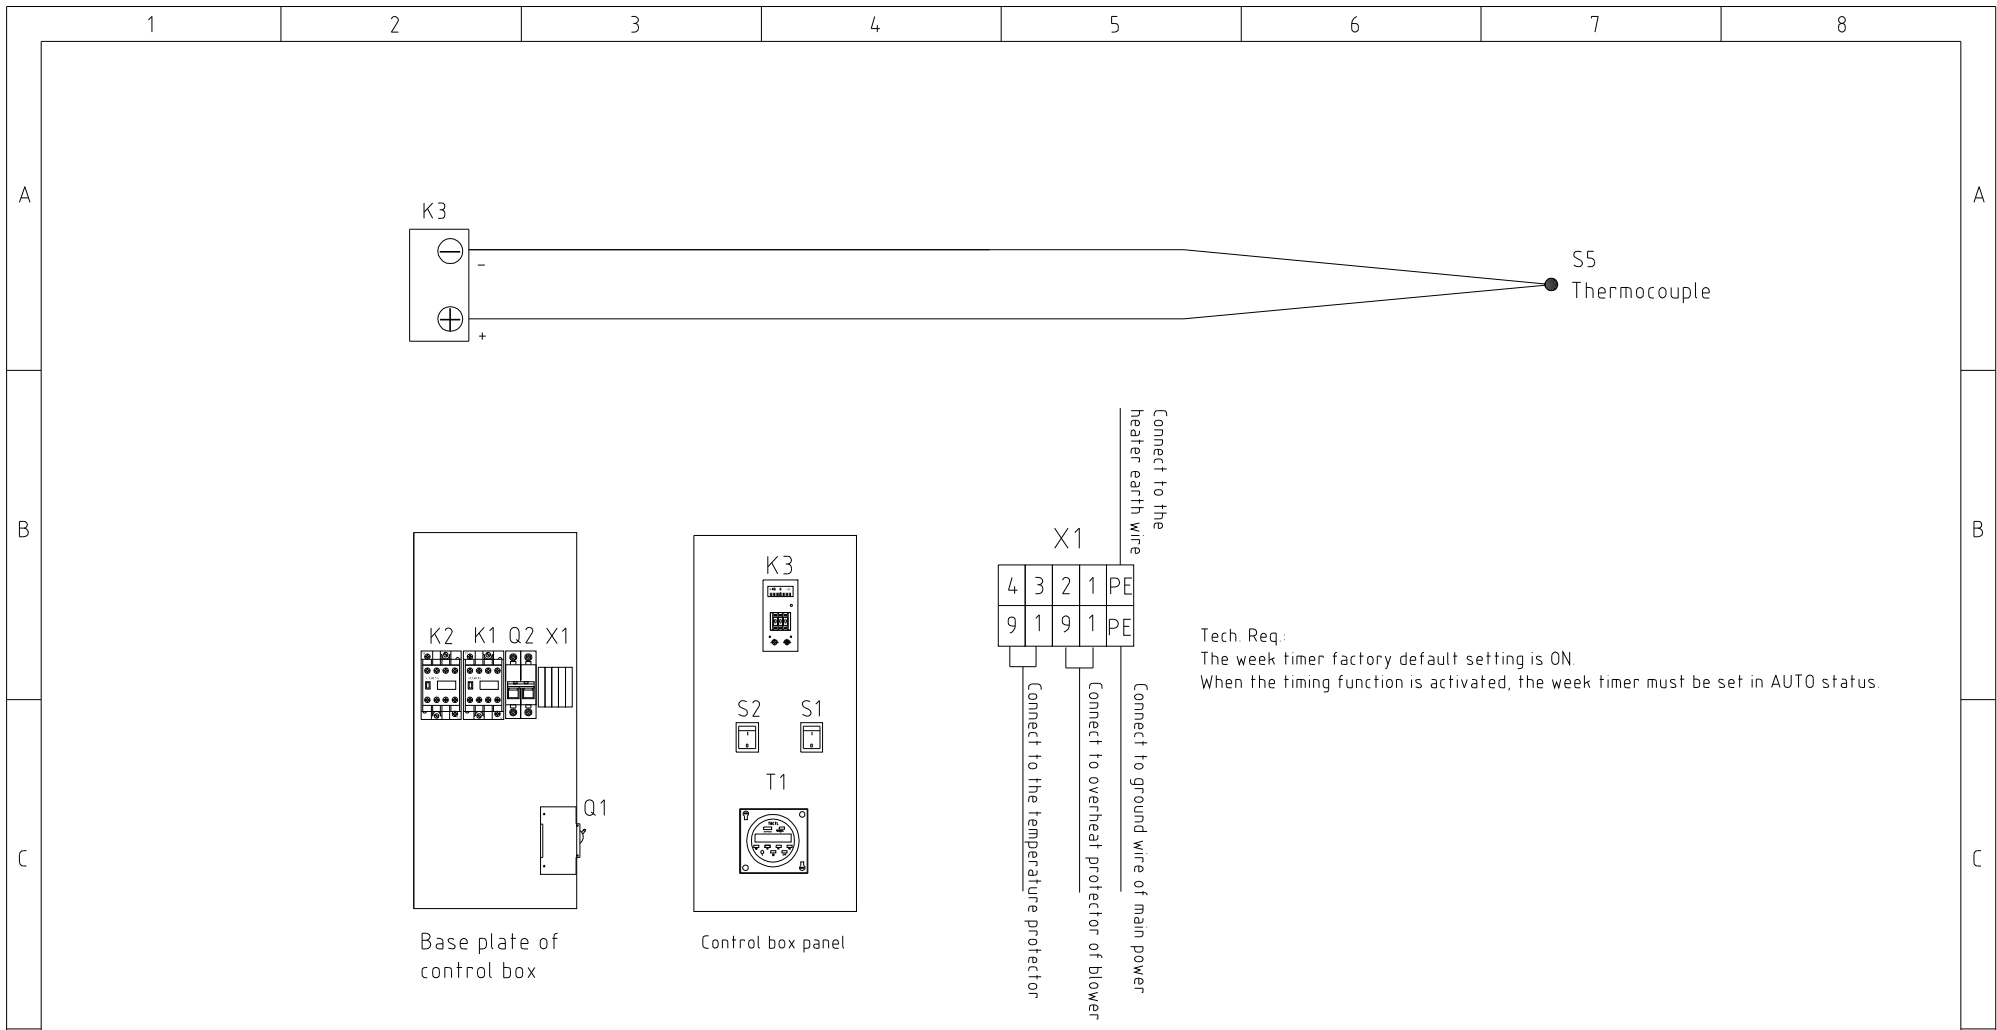 1 2 3 4 5 6 7 8
A A
K3
-
+
S5
Thermocouple
B B
Connect to the
heater earth wire
X1
4 3 2 1 PE
9 1 9 1 PE
Connect to the temperature protector
Connect to overheat protector of blower
Connect to ground wire of main power
Tech. Req.:
The week timer factory default setting is ON.
When the timing function is activated, the week timer must be set in AUTO status.
K2 K1 Q2 X1
Q1
Base plate of
control box
K3
S2 S1
T1
Control box panel
C C